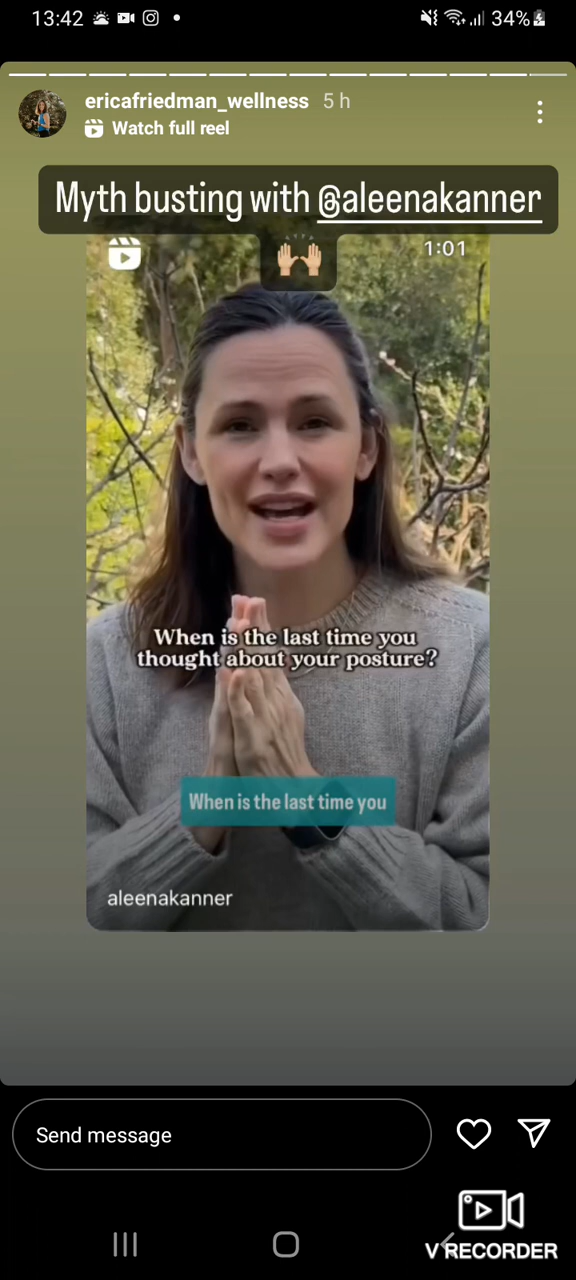 13:42
34%
ericafriedman_wellness 5 h
Watch full reel
Myth busting with @aleenakanner
1:01
When is the last time you
thought about your posture?
When is the last time you
aleenakanner
Send message
V RECORDER